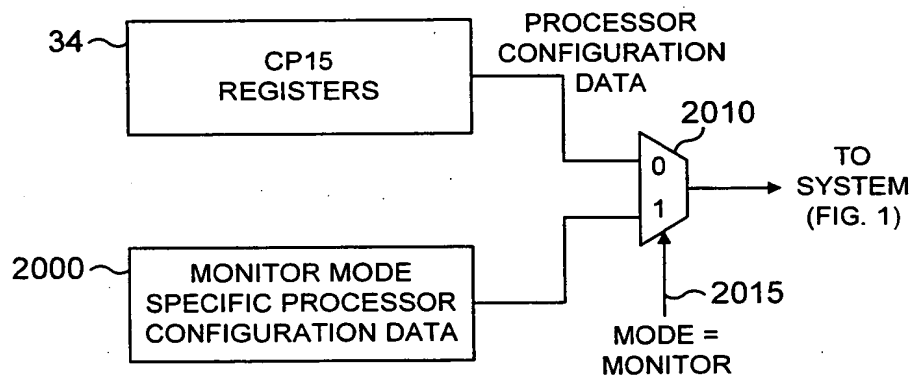 34
CP15
REGISTERS
PROCESSOR
CONFIGURATION
DATA
2010
0
1
TO
SYSTEM
(FIG. 1)
2000
MONITOR MODE
SPECIFIC PROCESSOR
CONFIGURATION DATA
2015
MODE =
MONITOR